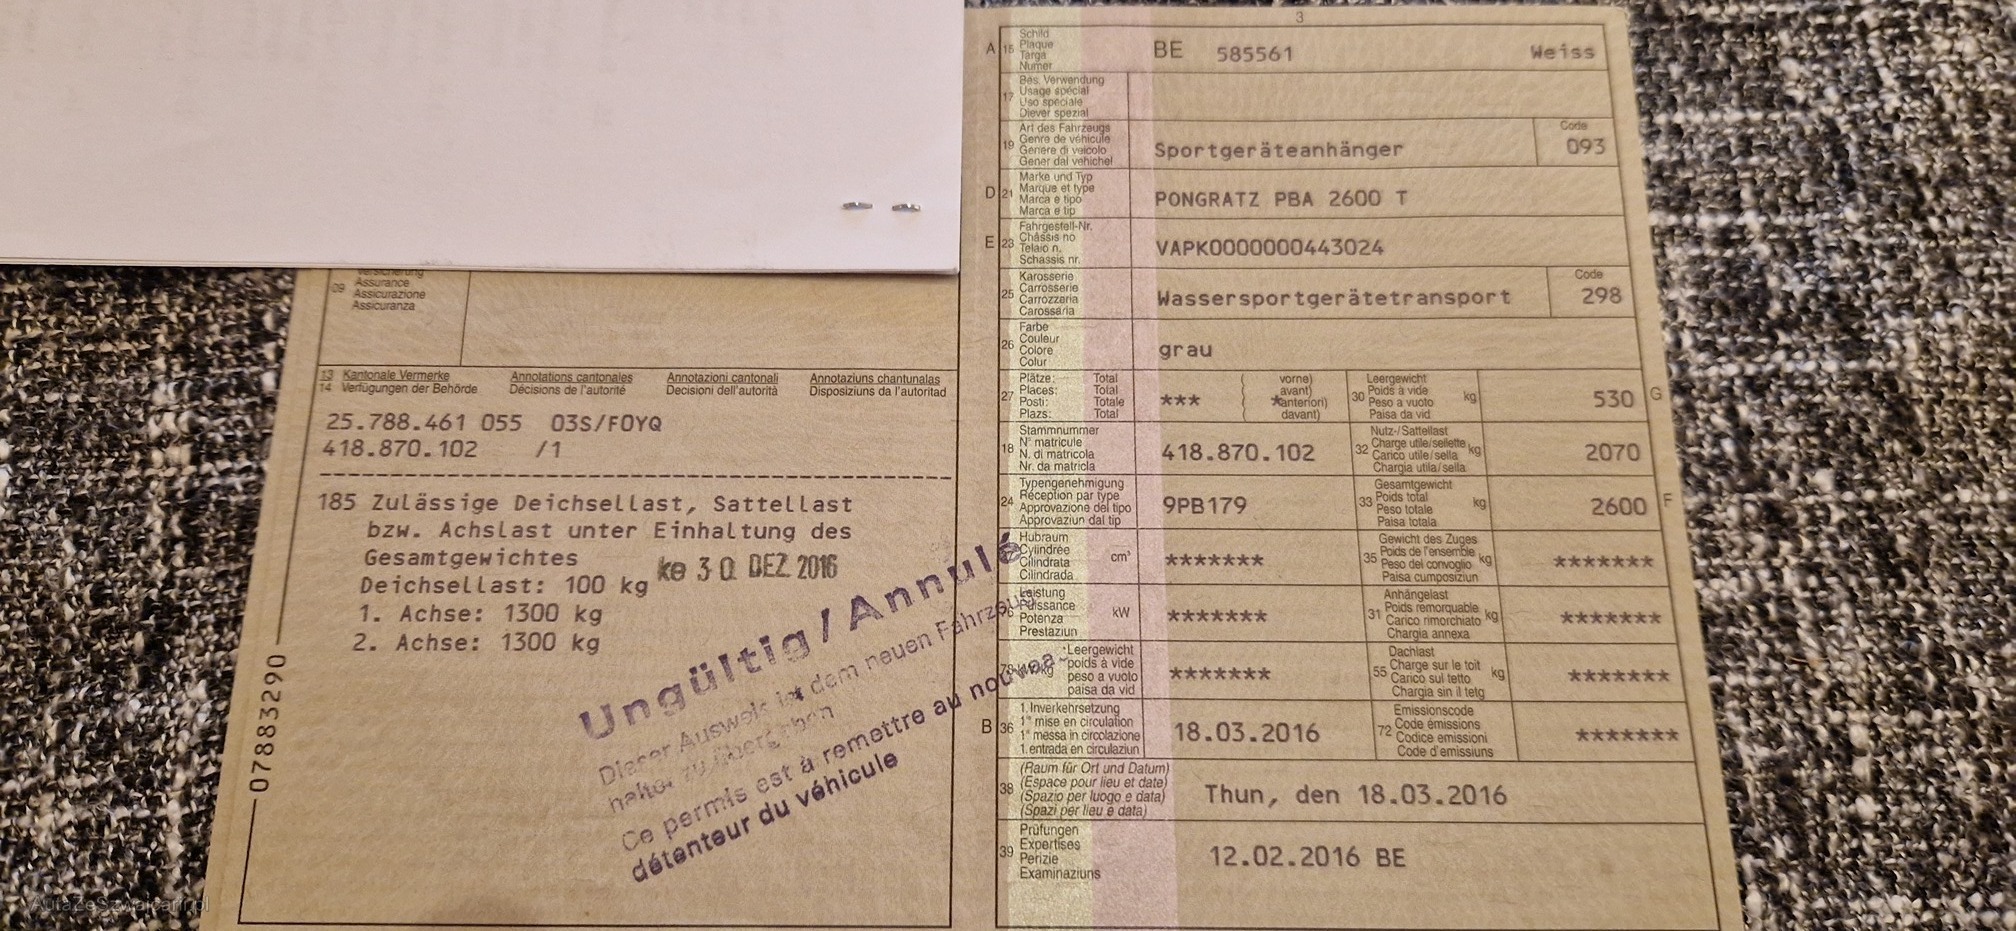 Versicherung
09 Assurance
Assicurazione
Assicuranza
13 Kantonale Vermerke Annotations cantonales Annotazioni cantonali Annotaziuns chantunalas
14 Verfügungen der Behörde Décisions de l'autorité Decisioni dell'autorità Disposiziuns da l'autoritad
25.788.461 055 03S/FOYQ
418.870.102 /1
185 Zulässige Deichsellast, Sattellast
bzw. Achslast unter Einhaltung des
Gesamtgewichtes
Deichsellast: 100 kg
1. Achse: 1300 kg
2. Achse: 1300 kg
ke 30. DEZ. 2016
Ungültig / Annulé
Dieser Ausweis ist dem neuen Fahrzeug-
halter zu übergeben
Ce permis est à remettre au nouveau
détenteur du véhicule
07883290
3
A 15 Schild
Plaque
Targa
Numer
BE 585561 Weiss
17 Bes. Verwendung
Usage spécial
Uso speciale
Diever spezial
19 Art des Fahrzeugs
Genre de véhicule
Genere di veicolo
Gener dal vehichel
Sportgeräteanhänger
Code
093
D 21 Marke und Typ
Marque et type
Marca e tipo
Marca e tip
PONGRATZ PBA 2600 T
E 23 Fahrgestell-Nr.
Châssis no
Telaio n.
Schassis nr.
VAPK0000000443024
25 Karosserie
Carrosserie
Carrozzeria
Carossaria
Wassersportgerätetransport
Code
298
26 Farbe
Couleur
Colore
Colur
grau
27 Plätze: Total
Places: Total
Posti: Totale
Plazs: Total
***
( vorne)
( avant)
( *anteriori)
( davant)
30 Leergewicht
Poids à vide
Peso a vuoto
Paisa da vid
kg
530 G
18 Stammnummer
N° matricule
N. di matricola
Nr. da matricla
418.870.102
32 Nutz-/Sattellast
Charge utile/sellette
Carico utile/sella
Chargia utila/sella
kg
2070
24 Typengenehmigung
Réception par type
Approvazione del tipo
Approvaziun dal tip
9PB179
33 Gesamtgewicht
Poids total
Peso totale
Paisa totala
kg
2600 F
Hubraum
Cylindrée
Cilindrata
Cilindrada
cm³
*******
35 Gewicht des Zuges
Poids de l'ensemble
Peso del convoglio
Paisa cumposiziun
kg
*******
Leistung
Puissance
Potenza
Prestaziun
kW
*******
31 Anhängelast
Poids remorquable
Carico rimorchiato
Chargia annexa
kg
*******
Leergewicht
poids à vide
peso a vuoto
paisa da vid
*******
55 Dachlast
Charge sur le toit
Carico sul tetto
Chargia sin il tetg
kg
*******
B 36 1. Inverkehrsetzung
1re mise en circulation
1a messa in circolazione
1. entrada en circulaziun
18.03.2016
72 Emissionscode
Code émissions
Codice emissioni
Code d'emissiuns
*******
38 (Raum für Ort und Datum)
(Espace pour lieu et date)
(Spazio per luogo e data)
(Spazi per lieu e data)
Thun, den 18.03.2016
39 Prüfungen
Expertises
Perizie
Examinaziuns
12.02.2016 BE
AutaZeSzwajcarii.pl